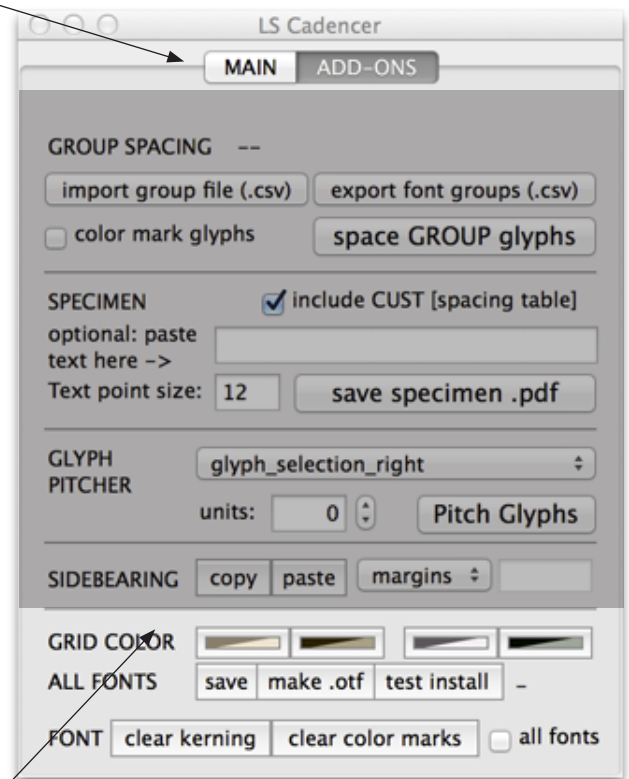 LS Cadencer
MAIN ADD-ONS
GROUP SPACING --
import group file (.csv) export font groups (.csv)
color mark glyphs space GROUP glyphs
SPECIMEN include CUST [spacing table]
optional: paste
text here ->
Text point size: 12 save specimen .pdf
GLYPH
PITCHER glyph_selection_right
units: 0 Pitch Glyphs
SIDEBEARING copy paste margins
GRID COLOR
ALL FONTS save make .otf test install -
FONT clear kerning clear color marks all fonts